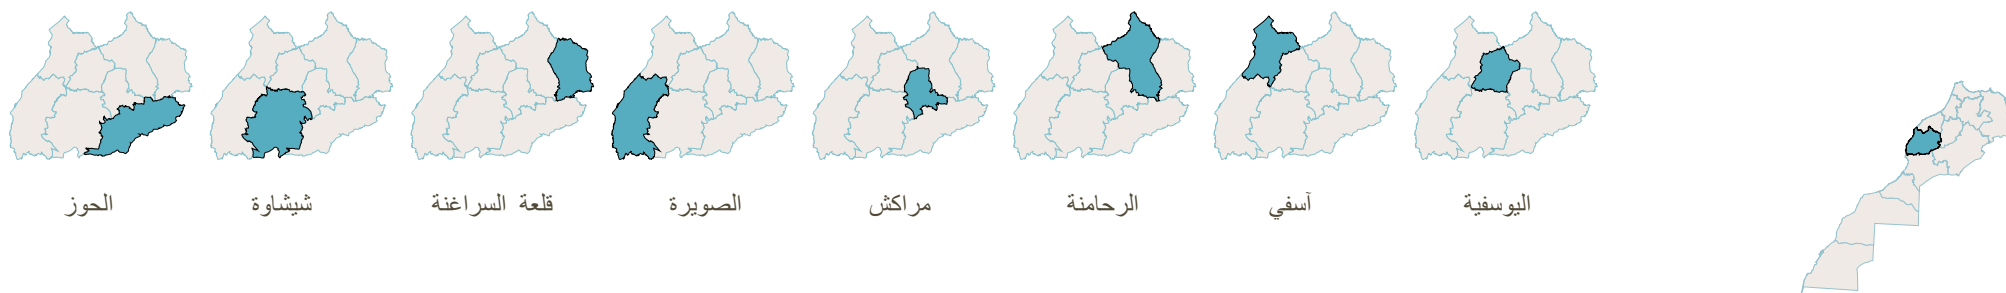 اليوسفية
آسفي
الرحامنة
مراكش
الصويرة
قلعة السراغنة
شيشاوة
الحوز